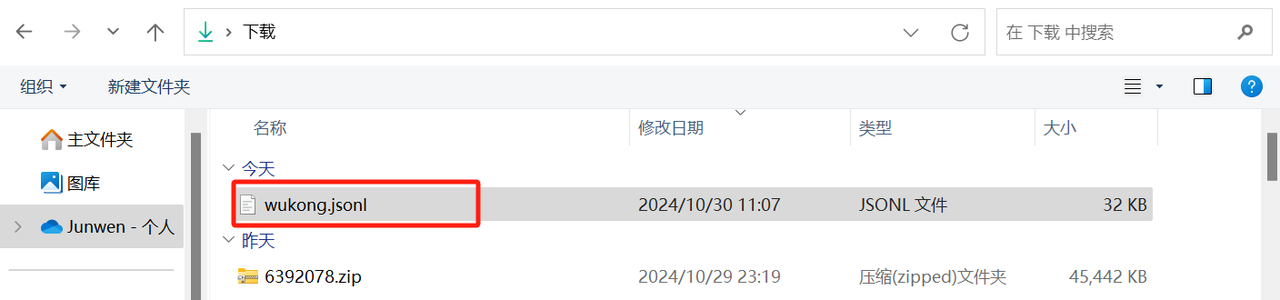 下载
在 下载 中搜索
组织
新建文件夹
主文件夹
图库
Junwen - 个人
名称 修改日期 类型 大小
今天
wukong.jsonl 2024/10/30 11:07 JSONL 文件 32 KB
昨天
6392078.zip 2024/10/29 23:19 压缩(zipped)文件夹 45,442 KB